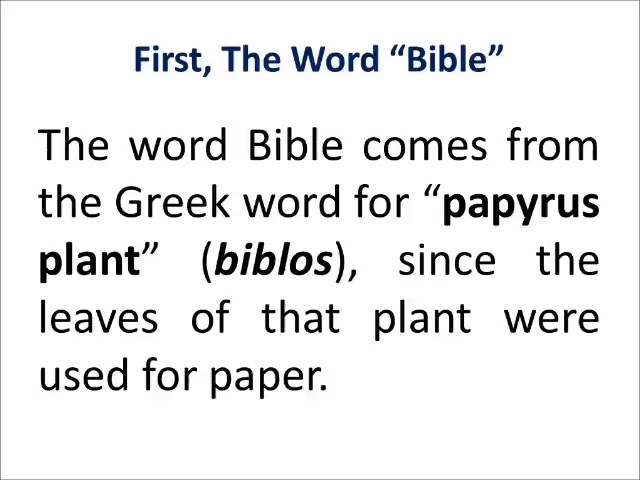 First, The Word “Bible”
The word Bible comes from
the Greek word for “papyrus
plant” (biblos), since the
leaves of that plant were
used for paper.